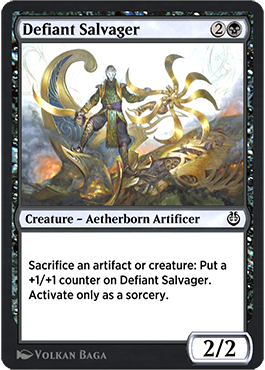 Defiant Salvager 2
Creature – Aetherborn Artificer
Sacrifice an artifact or creature: Put a
+1/+1 counter on Defiant Salvager.
Activate only as a sorcery.
VOLKAN BAGA
2/2